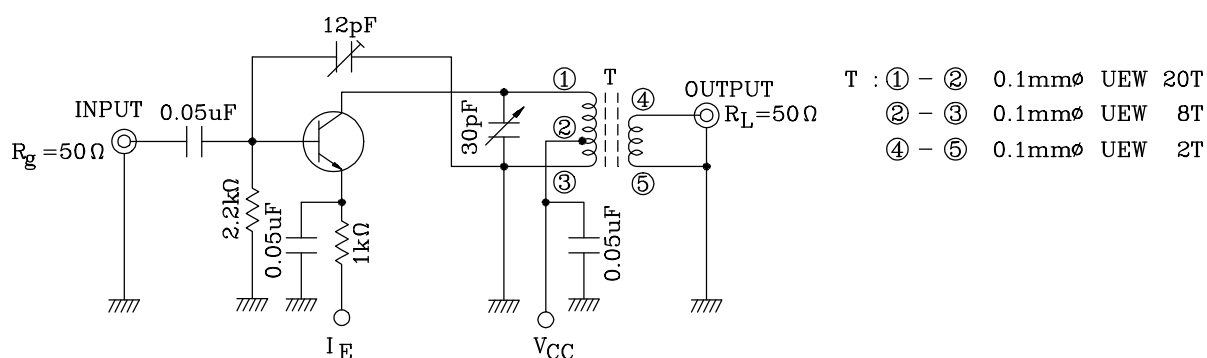 12pF
INPUT
0.05uF
Rg=50Ω
2.2kΩ
0.05uF
1kΩ
IE
30pF
①
②
③
T
④
⑤
VCC
0.05uF
OUTPUT
RL=50Ω
T : ① - ② 0.1mmø UEW 20T
② - ③ 0.1mmø UEW 8T
④ - ⑤ 0.1mmø UEW 2T